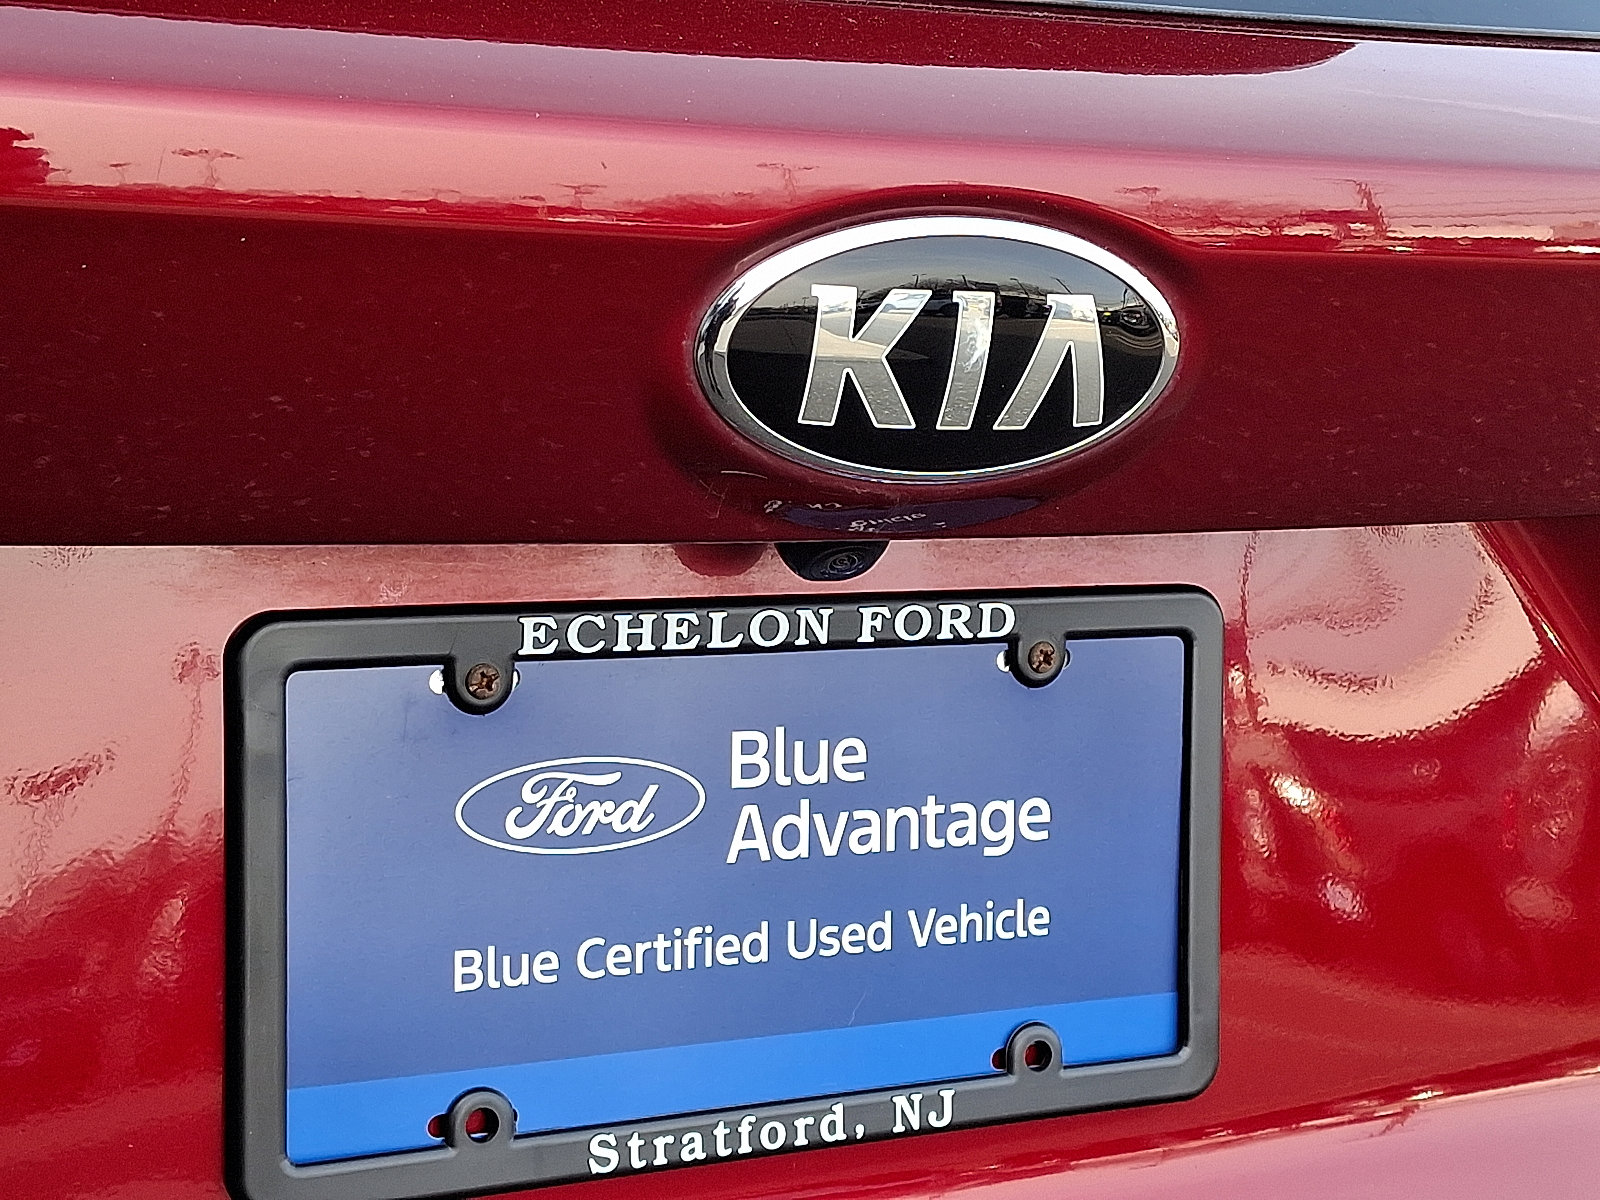 KIA
ECHELON FORD
Ford
Blue
Advantage
Blue Certified Used Vehicle
Stratford, NJ